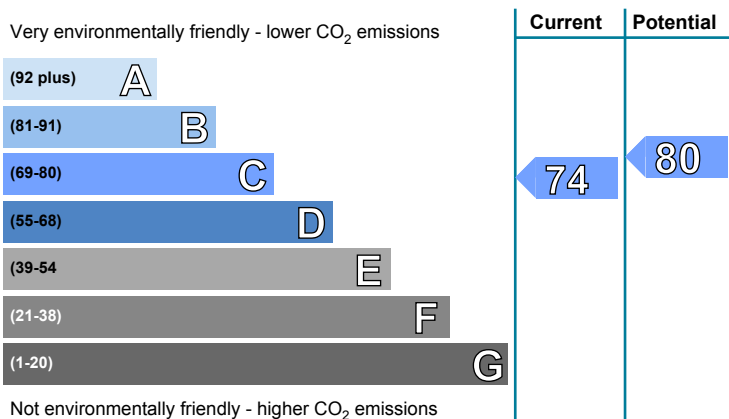 Very environmentally friendly - lower CO2 emissions
Current
Potential
(92 plus) A
(81-91) B
(69-80) C
(55-68) D
(39-54 E
(21-38) F
(1-20) G
74
80
Not environmentally friendly - higher CO2 emissions